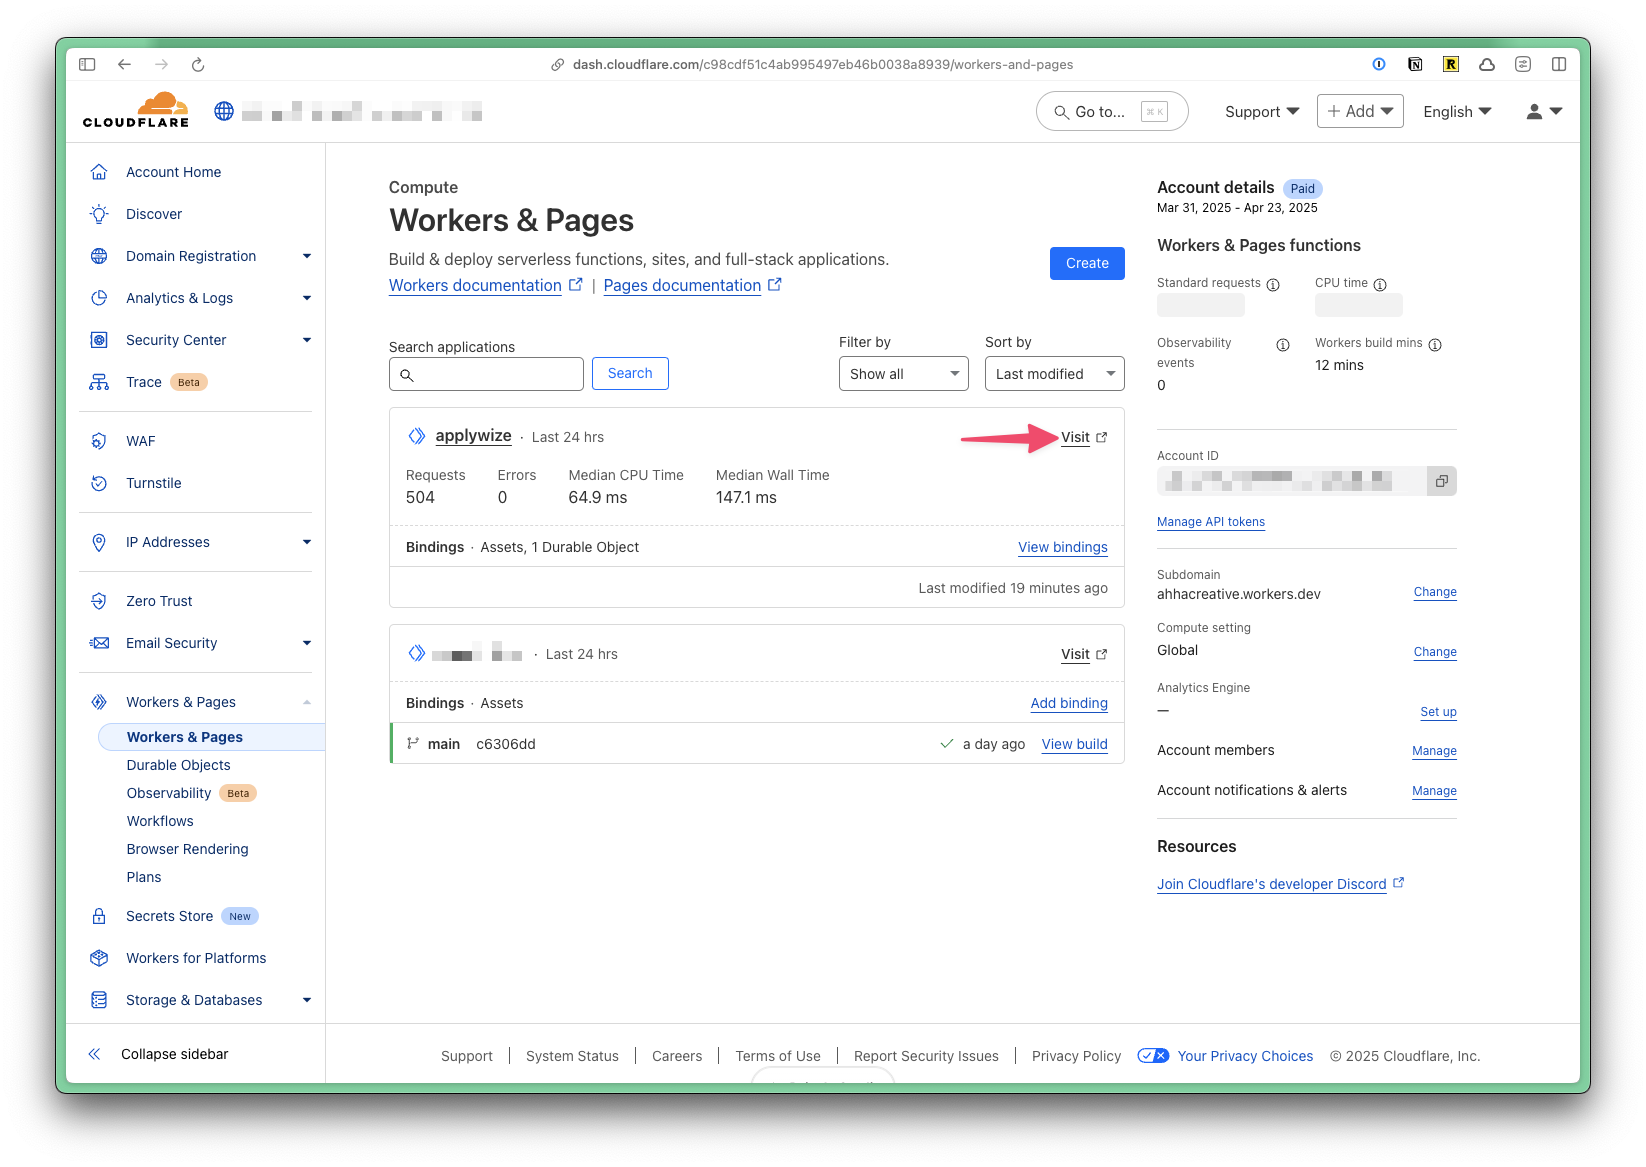 dash.cloudflare.com/c98cdf51c4ab995497eb46b0038a8939/workers-and-pages
CLOUDFLARE
Go to... ⌘ K
Support
+ Add
English
Account Home
Discover
Domain Registration
Analytics & Logs
Security Center
Trace Beta
WAF
Turnstile
IP Addresses
Zero Trust
Email Security
Workers & Pages
Workers & Pages
Durable Objects
Observability Beta
Workflows
Browser Rendering
Plans
Secrets Store New
Workers for Platforms
Storage & Databases
Collapse sidebar
Compute
Workers & Pages
Build & deploy serverless functions, sites, and full-stack applications.
Workers documentation | Pages documentation
Create
Search applications
Search
Filter by
Show all
Sort by
Last modified
applywize · Last 24 hrs
Visit
Requests Errors Median CPU Time Median Wall Time
504 0 64.9 ms 147.1 ms
Bindings · Assets, 1 Durable Object
View bindings
Last modified 19 minutes ago
· Last 24 hrs
Visit
Bindings · Assets
Add binding
main c6306dd
a day ago View build
Account details Paid
Mar 31, 2025 - Apr 23, 2025
Workers & Pages functions
Standard requests
CPU time
Observability events
0
Workers build mins
12 mins
Account ID
Manage API tokens
Subdomain
ahhacreative.workers.dev
Change
Compute setting
Global
Change
Analytics Engine
—
Set up
Account members
Manage
Account notifications & alerts
Manage
Resources
Join Cloudflare's developer Discord
Support | System Status | Careers | Terms of Use | Report Security Issues | Privacy Policy
Your Privacy Choices
© 2025 Cloudflare, Inc.